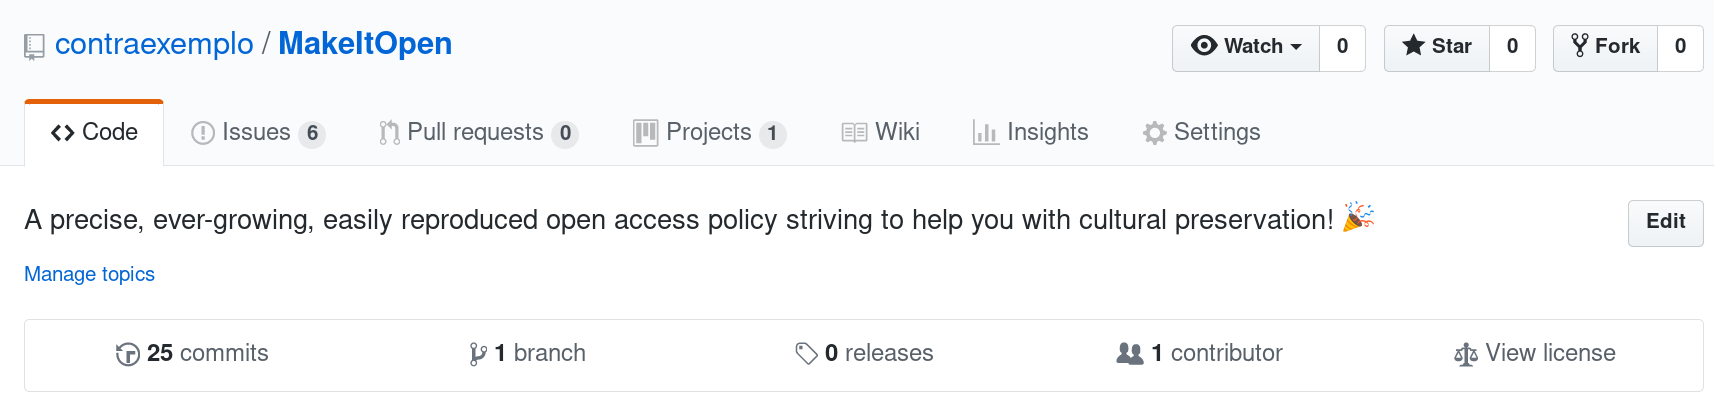 contraexemplo / MakeItOpen
Watch 0 Star 0 Fork 0
Code Issues 6 Pull requests 0 Projects 1 Wiki Insights Settings
A precise, ever-growing, easily reproduced open access policy striving to help you with cultural preservation! 🎉
Edit
Manage topics
25 commits 1 branch 0 releases 1 contributor View license